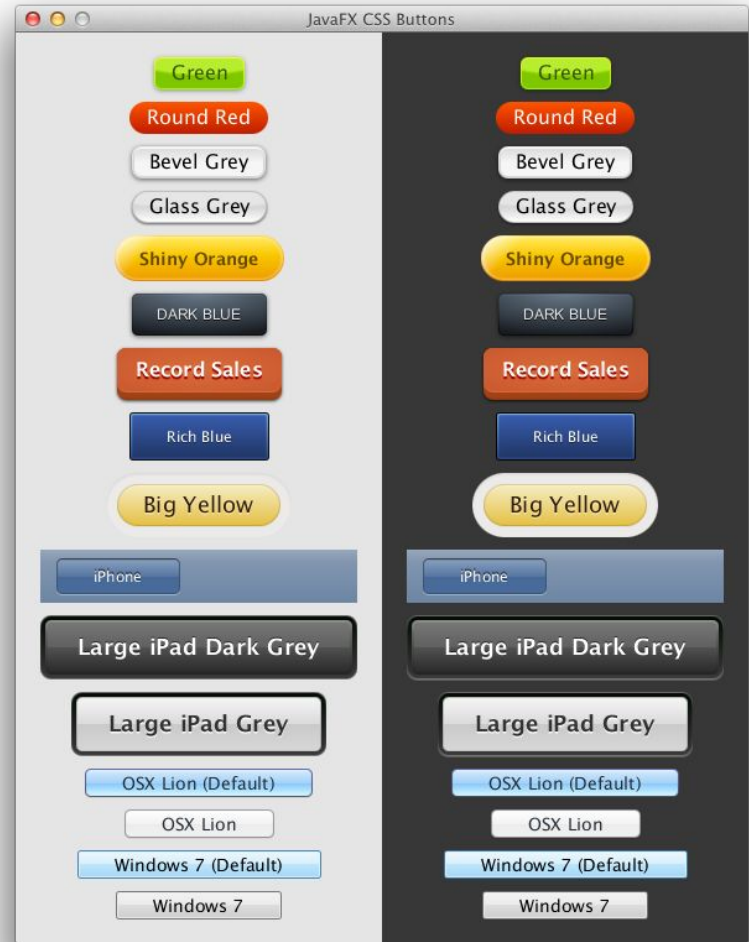 JavaFX CSS Buttons
Green Green
Round Red Round Red
Bevel Grey Bevel Grey
Glass Grey Glass Grey
Shiny Orange Shiny Orange
DARK BLUE DARK BLUE
Record Sales Record Sales
Rich Blue Rich Blue
Big Yellow Big Yellow
iPhone iPhone
Large iPad Dark Grey Large iPad Dark Grey
Large iPad Grey Large iPad Grey
OSX Lion (Default) OSX Lion (Default)
OSX Lion OSX Lion
Windows 7 (Default) Windows 7 (Default)
Windows 7 Windows 7